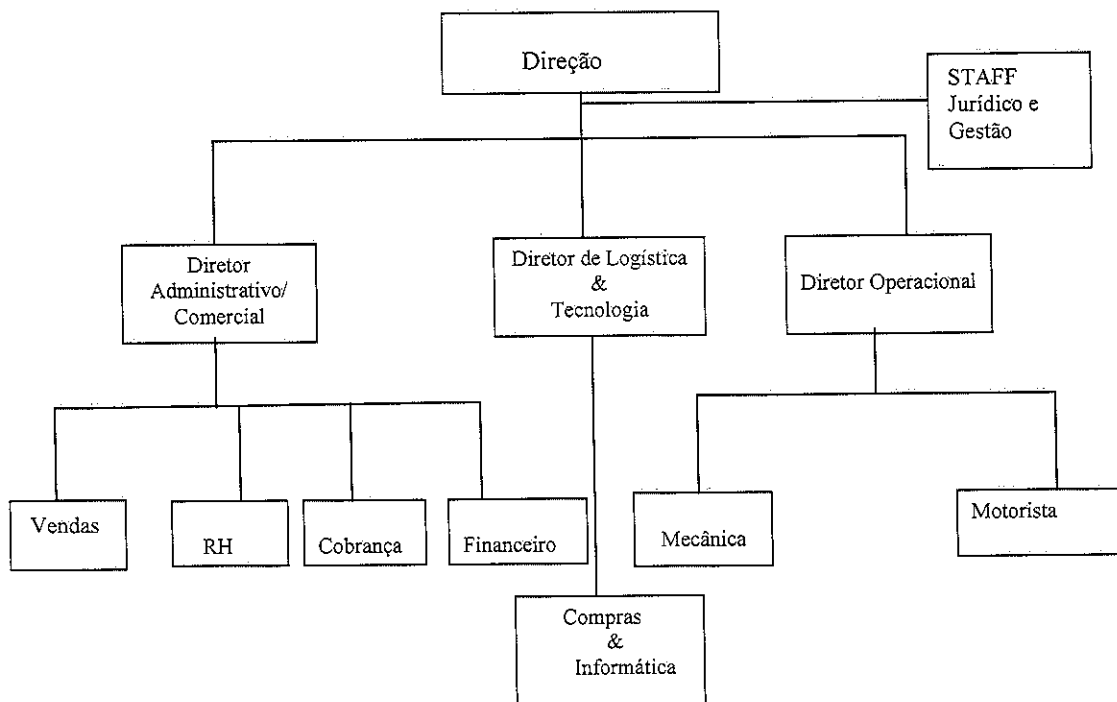 Direção
STAFF
Jurídico e
Gestão
Diretor
Administrativo/
Comercial
Diretor de Logística
&
Tecnologia
Diretor Operacional
Vendas
RH
Cobrança
Financeiro
Mecânica
Motorista
Compras
&
Informática